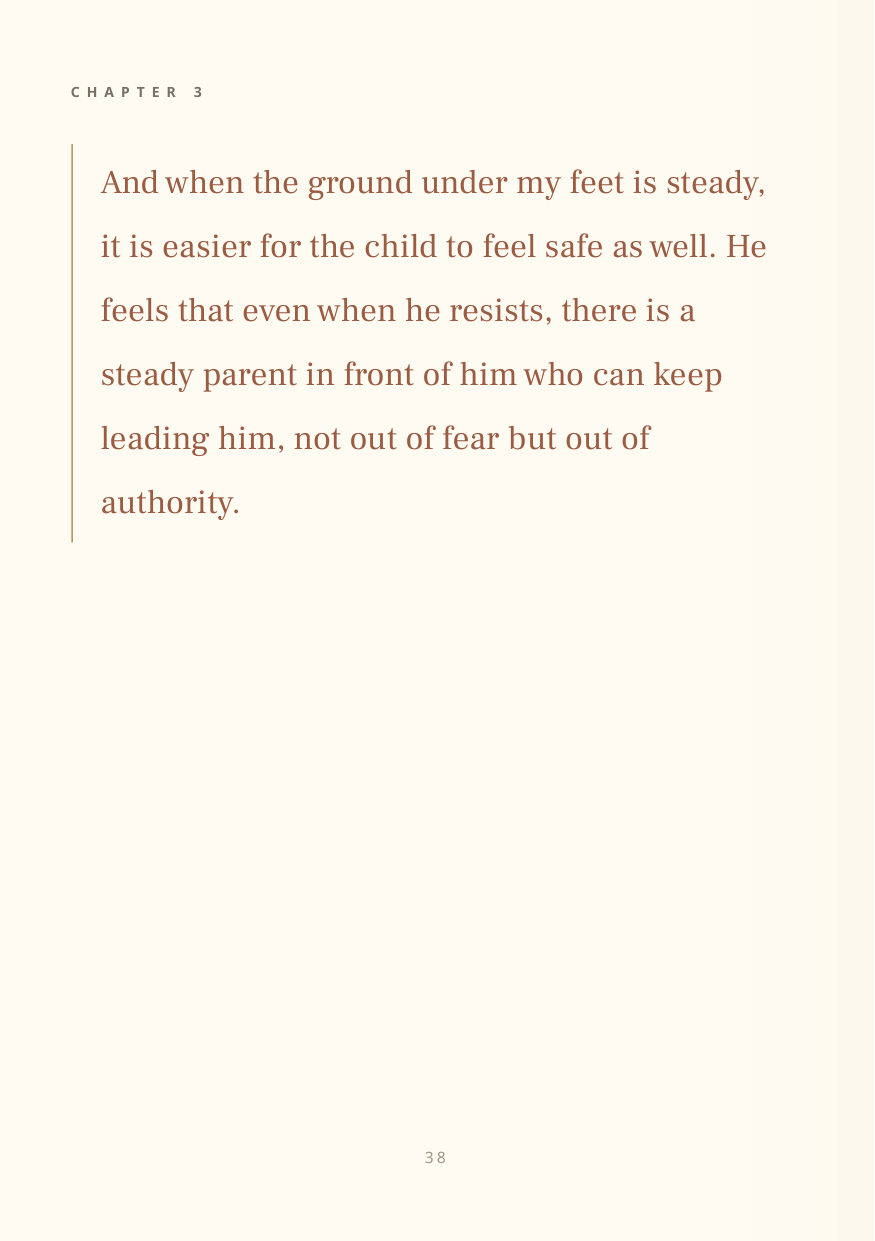 CHAPTER 3
And when the ground under my feet is steady,
it is easier for the child to feel safe as well. He
feels that even when he resists, there is a
steady parent in front of him who can keep
leading him, not out of fear but out of
authority.
38